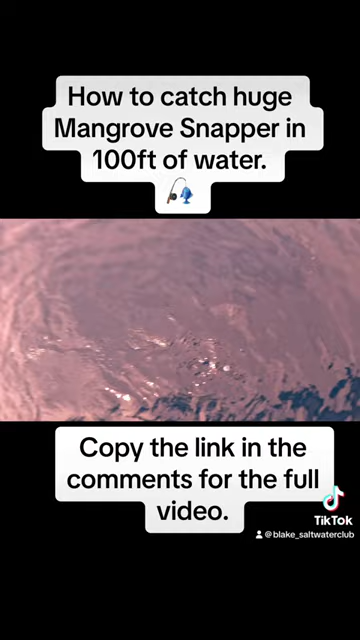 How to catch huge
Mangrove Snapper in
100ft of water.
🎣
Copy the link in the
comments for the full
video.
TikTok
@blake_saltwaterclub